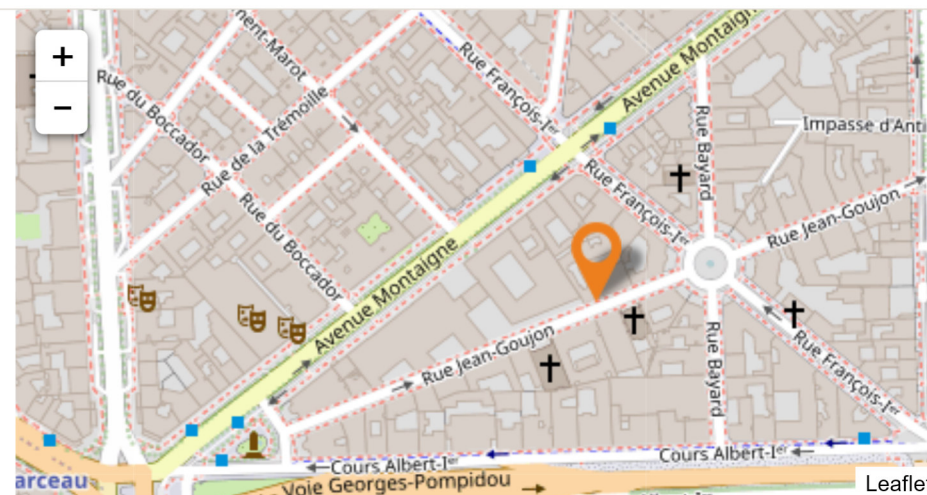 +
−
ment-Marot
Avenue Montaigne
Rue François-Iᵉʳ
Rue du Boccador
Rue de la Trémoille
Rue Bayard
Impasse d'Anti
Rue François-Iᵉʳ
Rue Jean-Goujon
Rue du Boccador
Avenue Montaigne
Rue Jean-Goujon
Rue Bayard
Rue François-Iᵉʳ
Cours Albert-Iᵉʳ
Cours Albert-Iᵉʳ
arceau
Voie Georges-Pompidou
Leaflet